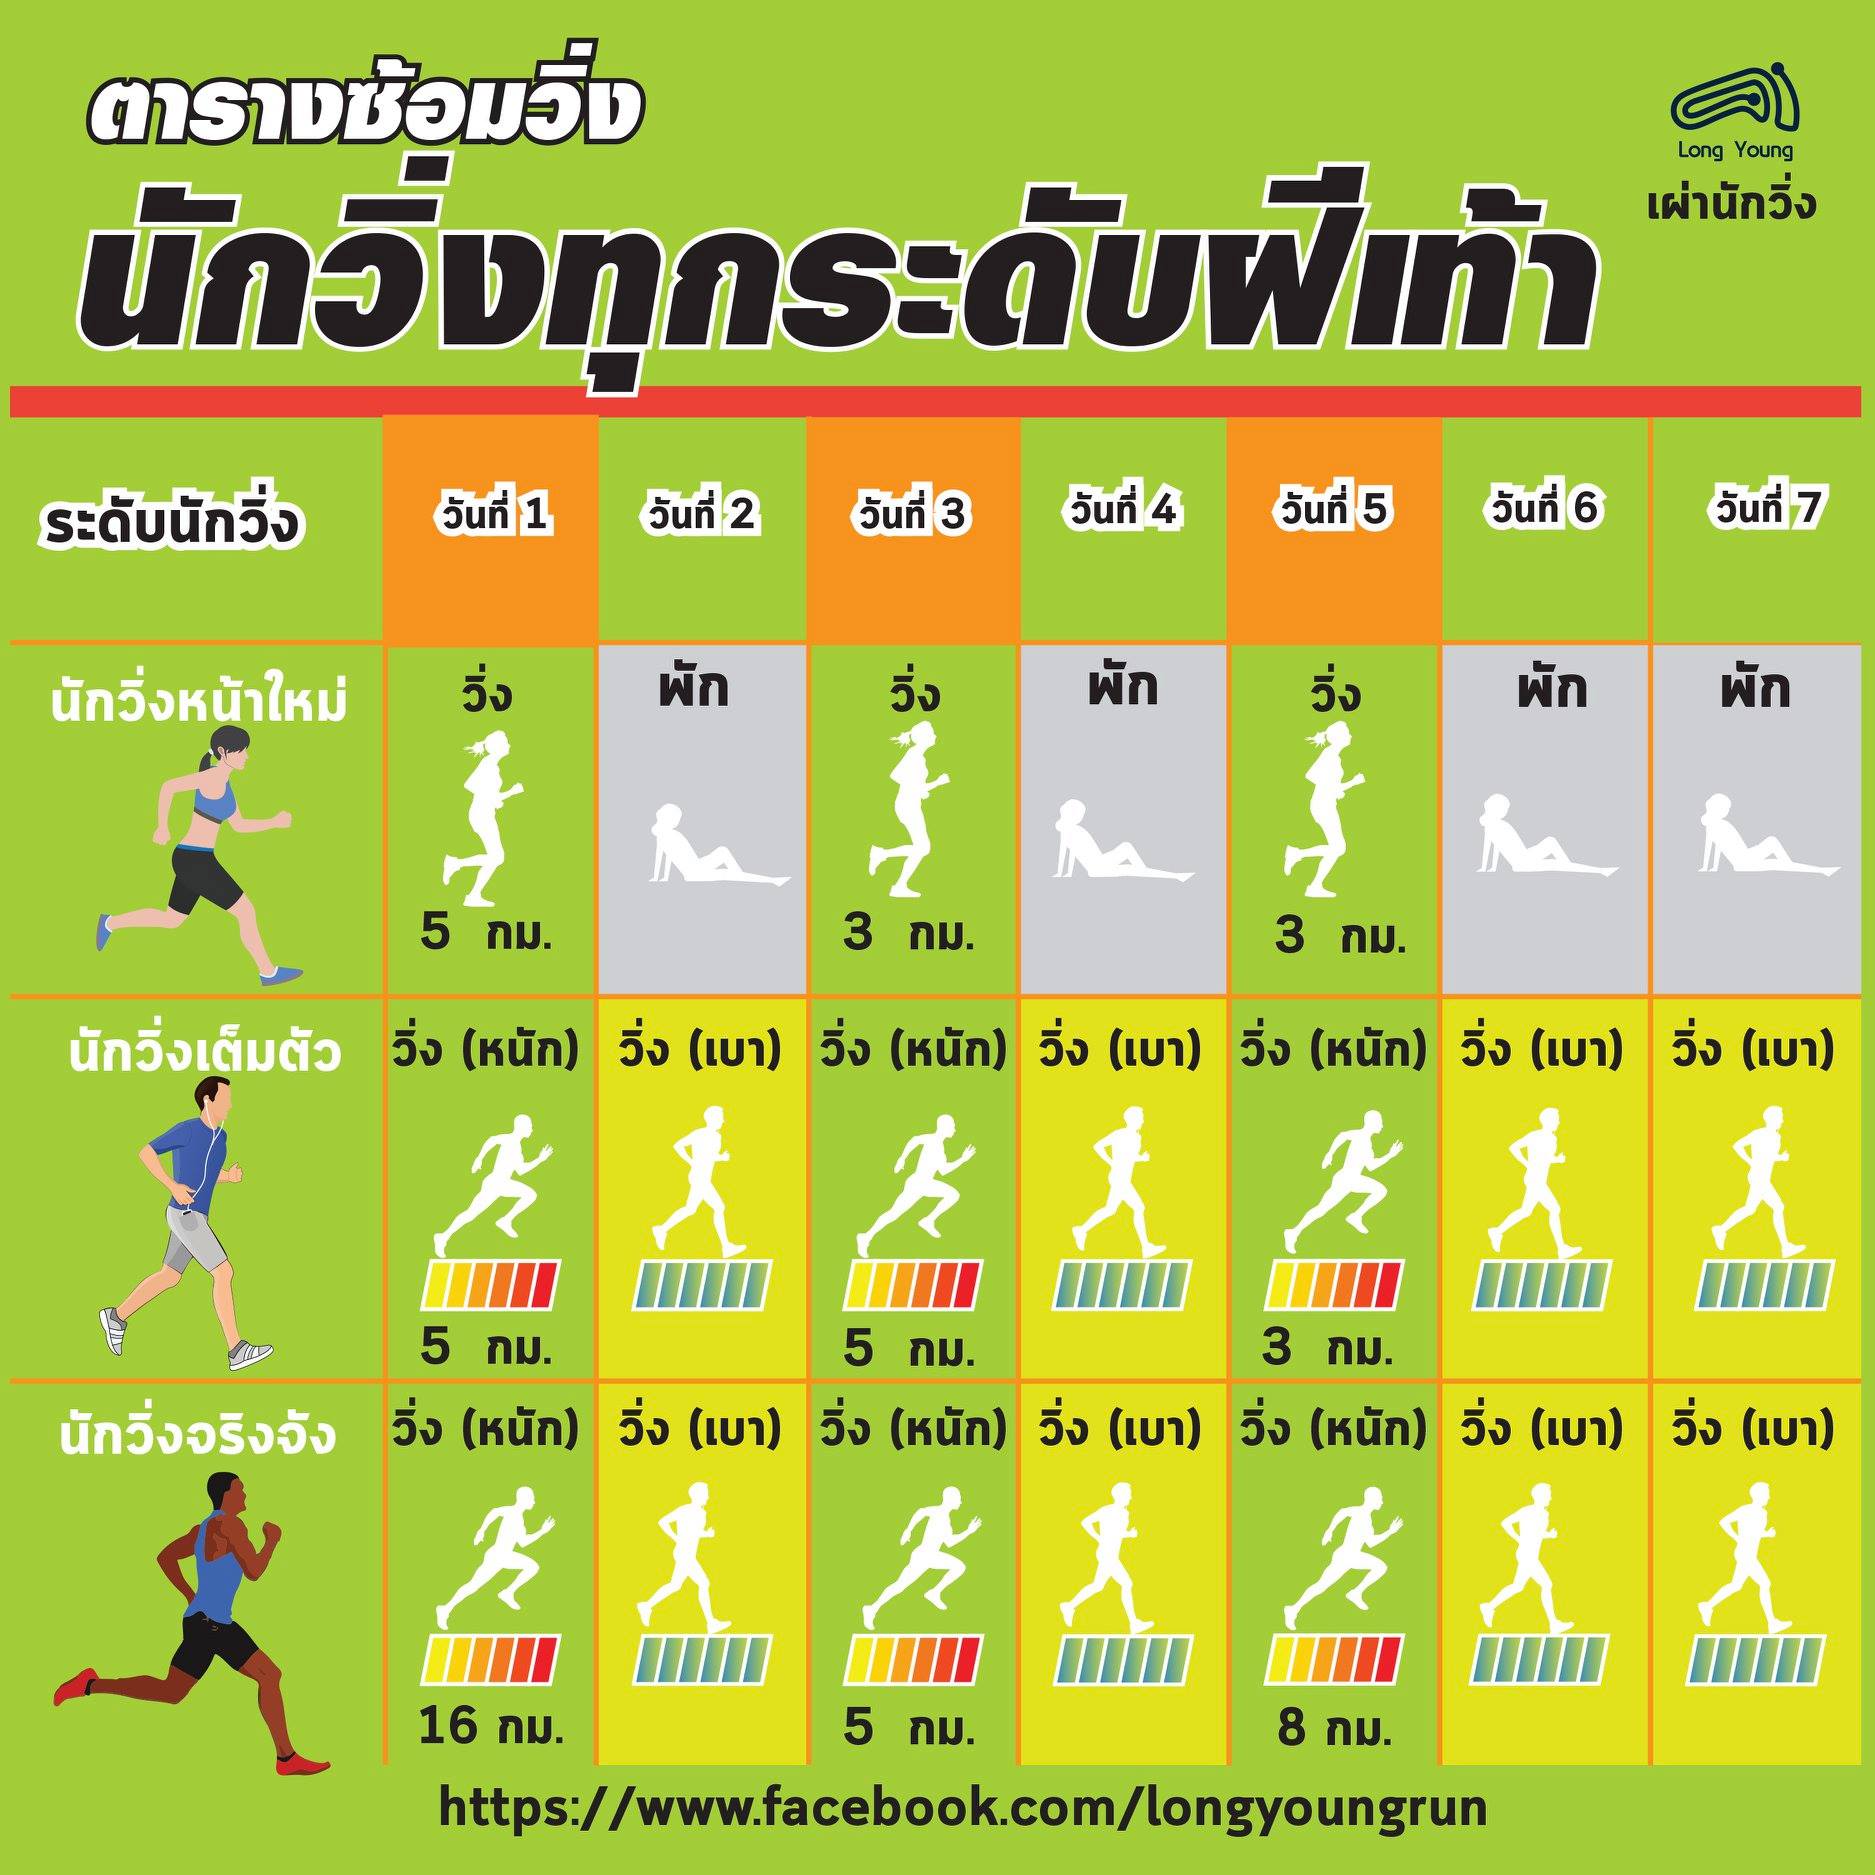 ตารางซ้อมวิ่ง
นักวิ่งทุกระดับฝีเท้า
Long Young
เผ่านักวิ่ง
ระดับนักวิ่ง วันที่ 1 วันที่ 2 วันที่ 3 วันที่ 4 วันที่ 5 วันที่ 6 วันที่ 7
นักวิ่งหน้าใหม่ วิ่ง พัก วิ่ง พัก วิ่ง พัก พัก
5 กม. 3 กม. 3 กม.
นักวิ่งเต็มตัว วิ่ง (หนัก) วิ่ง (เบา) วิ่ง (หนัก) วิ่ง (เบา) วิ่ง (หนัก) วิ่ง (เบา) วิ่ง (เบา)
5 กม. 5 กม. 3 กม.
นักวิ่งจริงจัง วิ่ง (หนัก) วิ่ง (เบา) วิ่ง (หนัก) วิ่ง (เบา) วิ่ง (หนัก) วิ่ง (เบา) วิ่ง (เบา)
16 กม. 5 กม. 8 กม.
https://www.facebook.com/longyoungrun